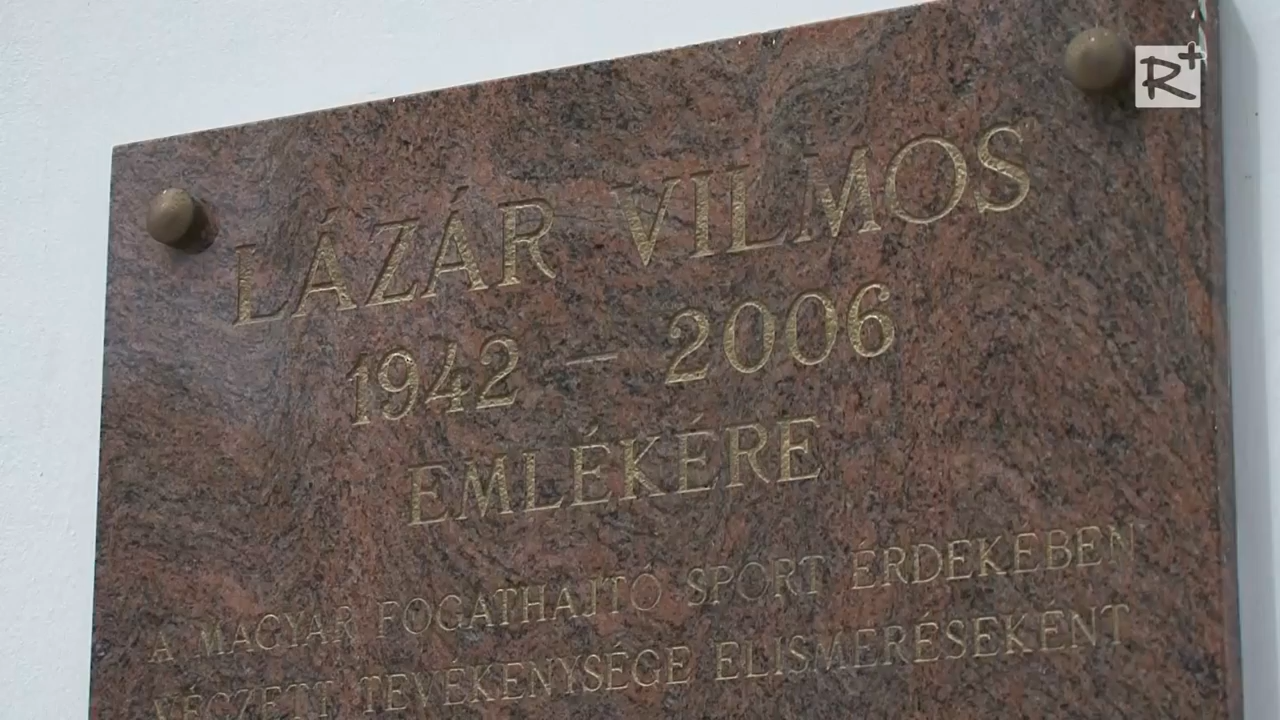 R+
LÁZÁR VILMOS
1942 – 2006
EMLÉKÉRE
A MAGYAR FOGATHAJTÓ SPORT ÉRDEKÉBEN
VÉGZETT TEVÉKENYSÉGE ELISMERÉSEKÉNT